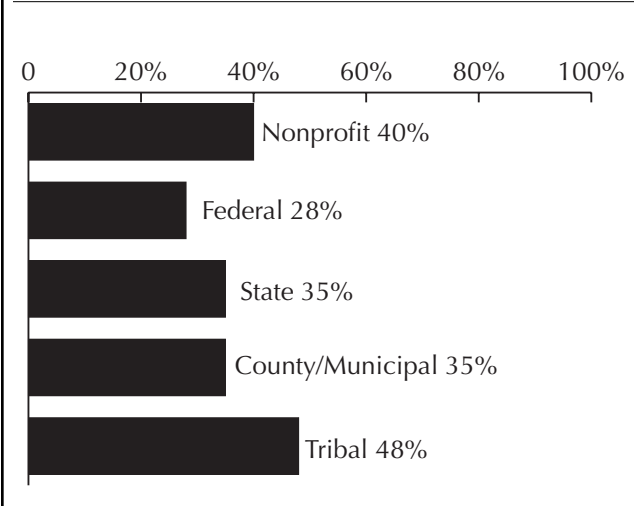 0 20% 40% 60% 80% 100%
Nonprofit 40%
Federal 28%
State 35%
County/Municipal 35%
Tribal 48%